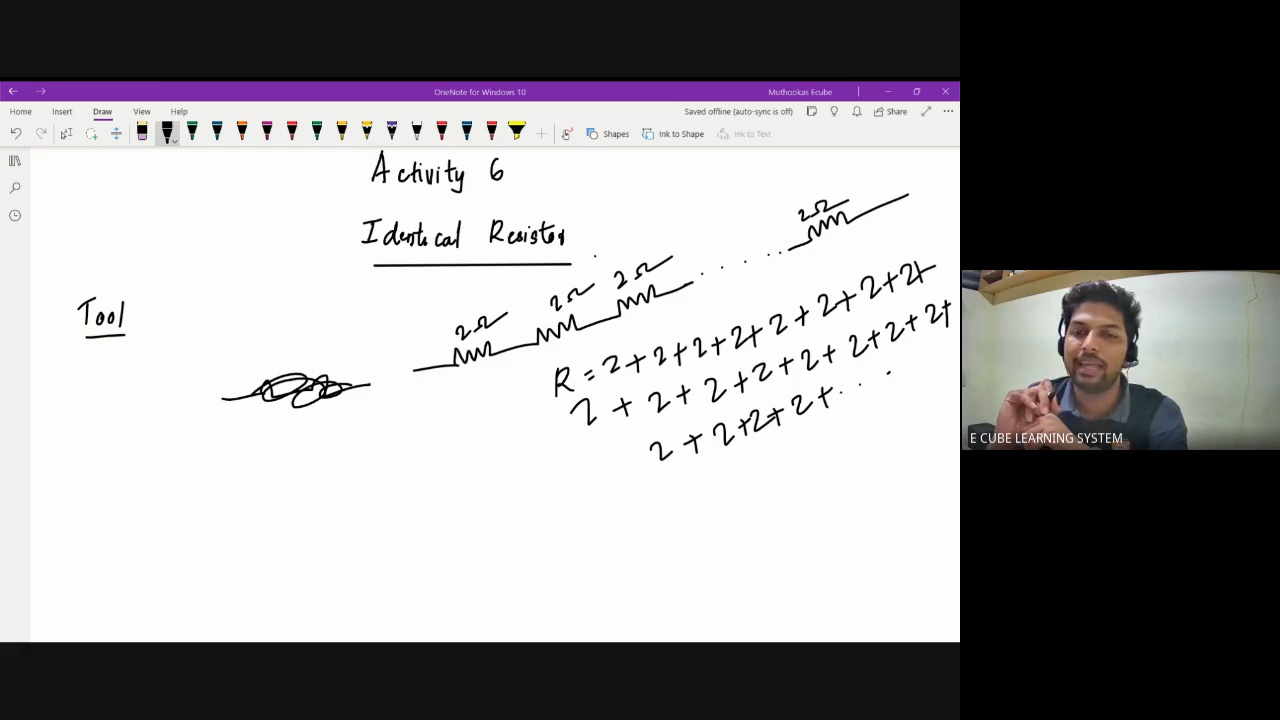 OneNote for Windows 10
Muthookas Ecube
Home Insert Draw View Help
Saved offline (auto-sync is off)
Share
Shapes
Ink to Shape
Ink to Text
Activity 6
Identical Resistor
Tool
2Ω 2Ω 2Ω ..... 2Ω
R = 2 + 2 + 2 + 2 + 2 + 2 + 2 + 2+
2 + 2 + 2 + 2 + 2 + 2 + 2 + 2+
2 + 2 + 2 + 2 + . . .
E CUBE LEARNING SYSTEM